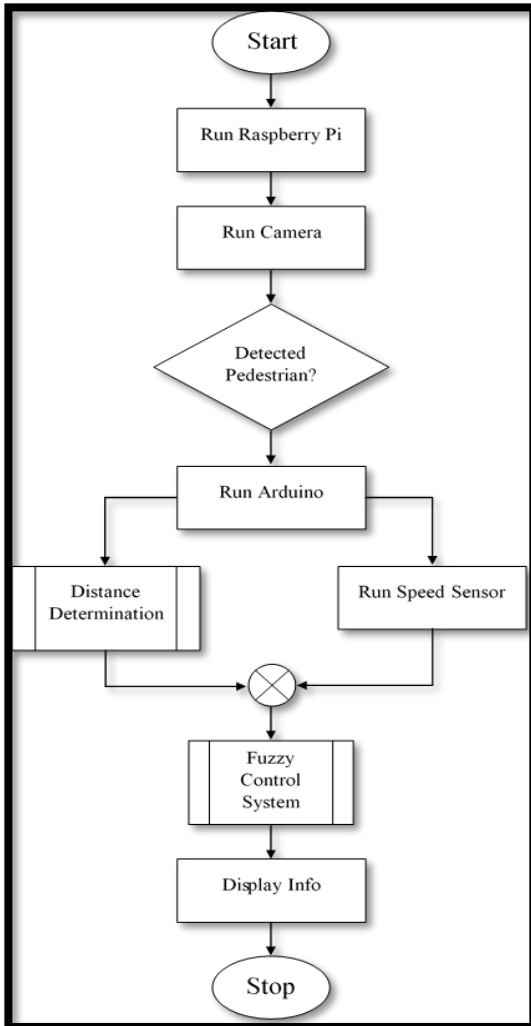 Start
Run Raspberry Pi
Run Camera
Detected
Pedestrian?
Run Arduino
Distance
Determination
Run Speed Sensor
Fuzzy
Control
System
Display Info
Stop